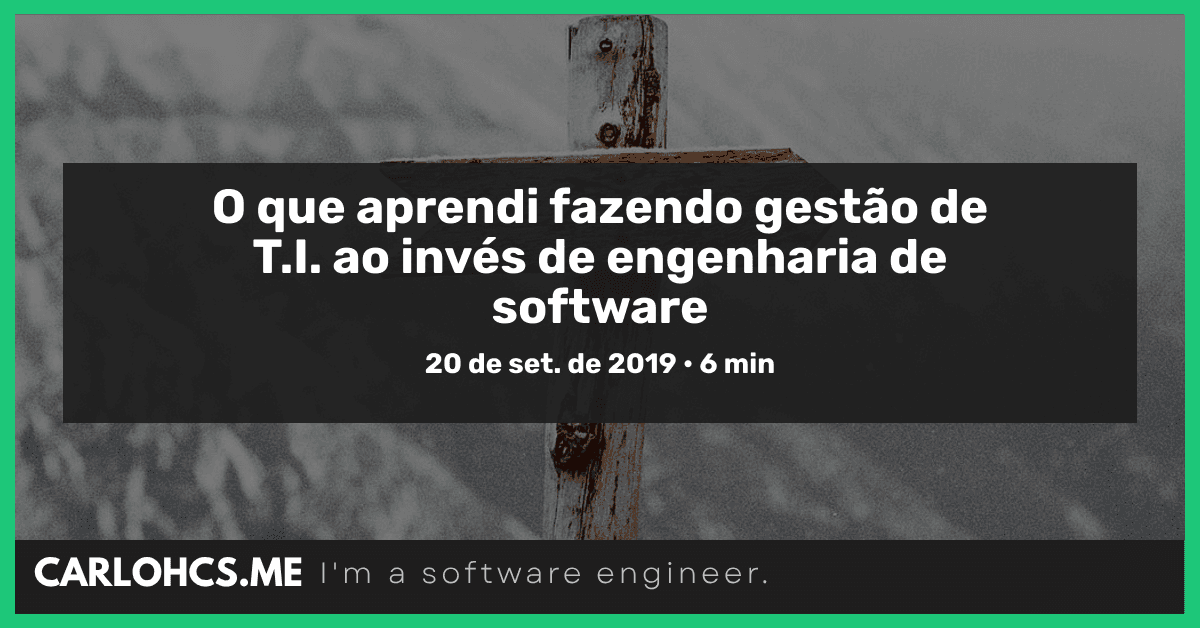 O que aprendi fazendo gestão de
T.I. ao invés de engenharia de
software
20 de set. de 2019 • 6 min
CARLOHCS.ME I'm a software engineer.